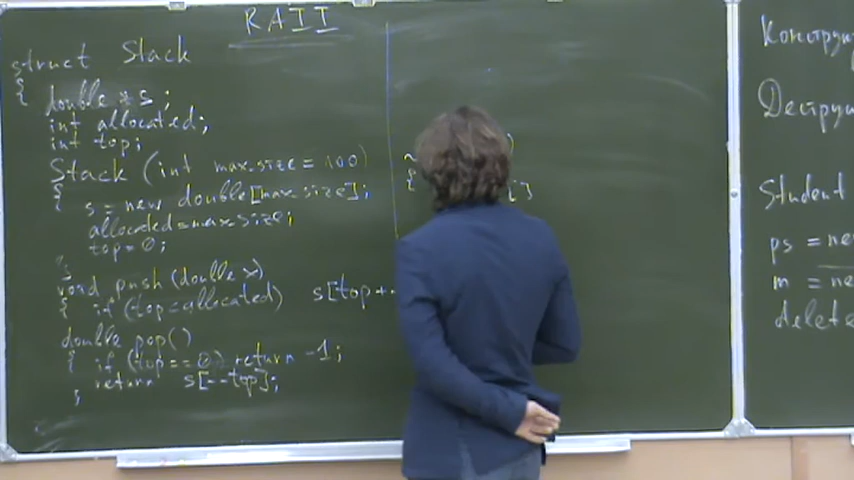 RAII
struct Stack
{ double *s;
int allocated;
int top;
Stack (int max_size = 100)
{ s = new double[max_size];
allocated=max_size;
top=0;
}
void push (double x)
{ if (top=allocated) s[top+
double pop()
{ if (top==0) return -1;
return s[--top];
}
~
{
Student
ps = ne
m = ne
delete